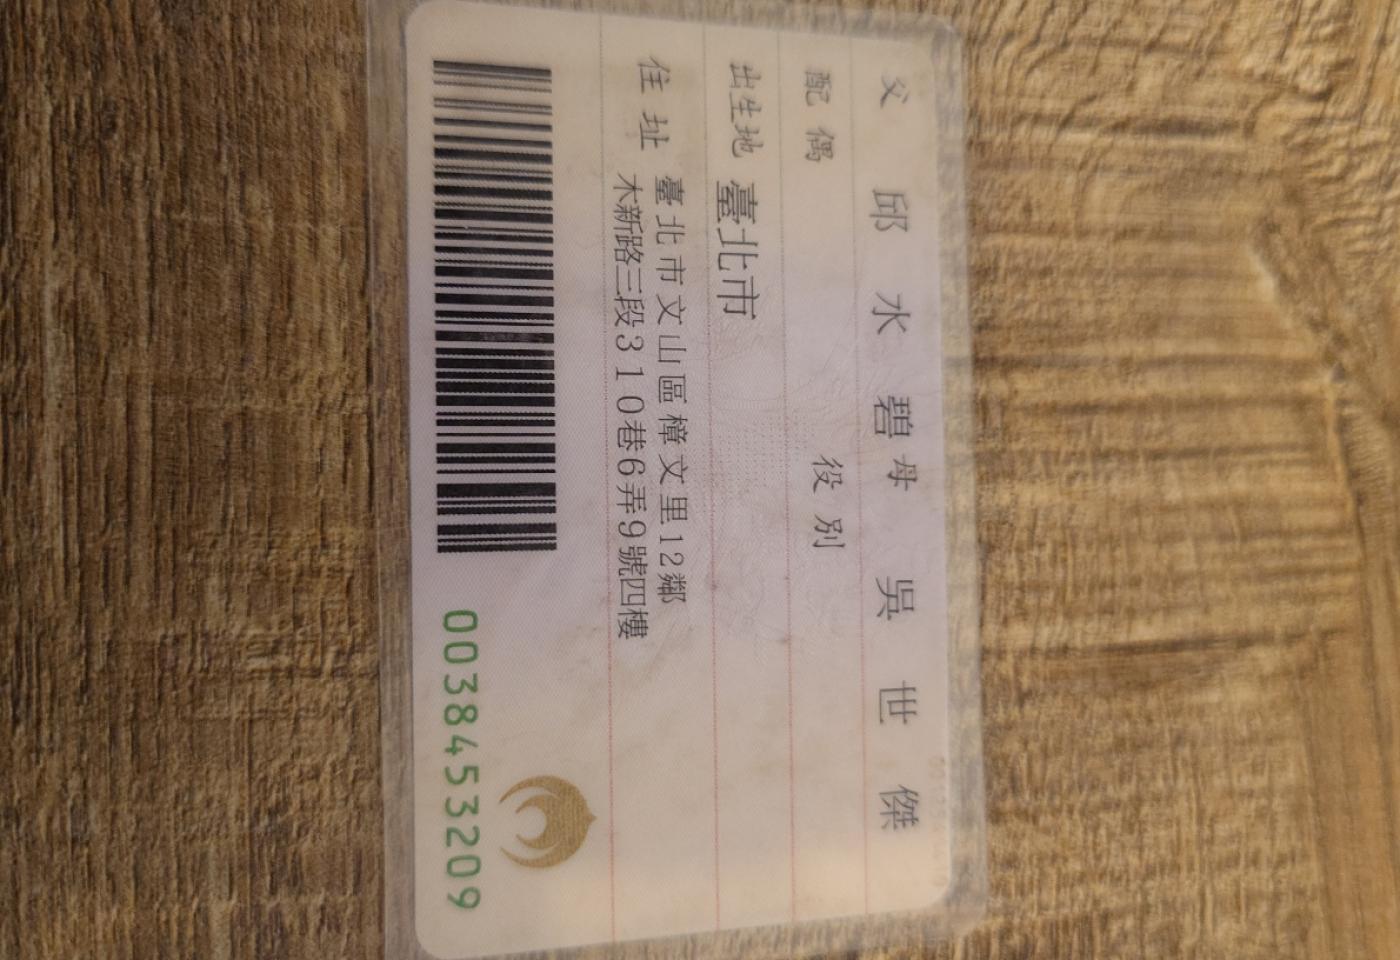 父 邱水碧 母 吳世傑
配偶 役別
出生地 臺北市
住址 臺北市文山區樟文里12鄰
木新路三段310巷6弄9號四樓
0038453209